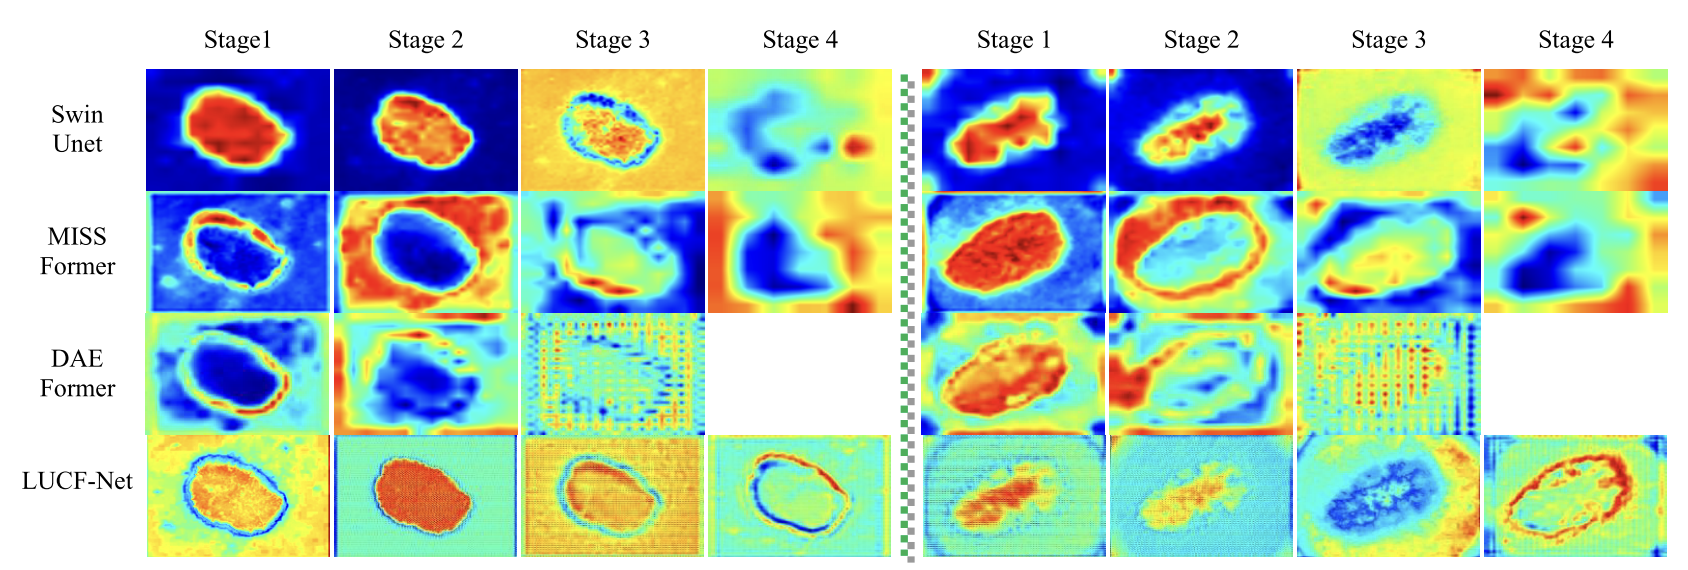 Stage1 Stage 2 Stage 3 Stage 4 Stage 1 Stage 2 Stage 3 Stage 4
Swin
Unet
MISS
Former
DAE
Former
LUCF-Net